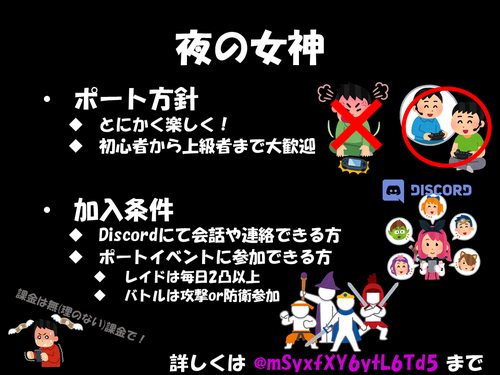 夜の女神
• ポート方針
◆ とにかく楽しく！
◆ 初心者から上級者まで大歓迎
DISCORD
• 加入条件
◆ Discordにて会話や連絡できる方
◆ ポートイベントに参加できる方
◆ レイドは毎日2凸以上
◆ バトルは攻撃or防衛参加
課金は無(理のない)課金で！
詳しくは @mSyxfXY6yfL6Td5 まで